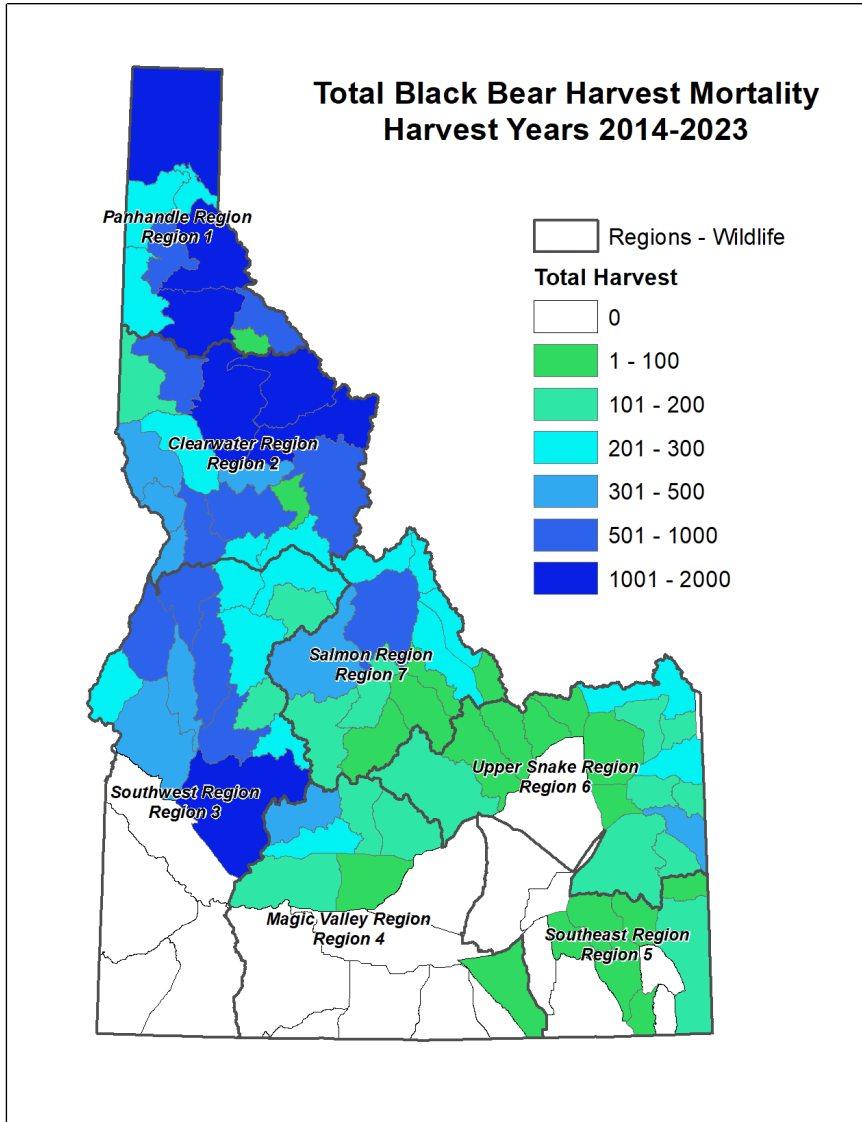 Total Black Bear Harvest Mortality
Harvest Years 2014-2023
Panhandle Region
Region 1
Regions - Wildlife
Total Harvest
0
1 - 100
101 - 200
201 - 300
301 - 500
501 - 1000
1001 - 2000
Clearwater Region
Region 2
Salmon Region
Region 7
Upper Snake Region
Region 6
Southwest Region
Region 3
Magic Valley Region
Region 4
Southeast Region
Region 5